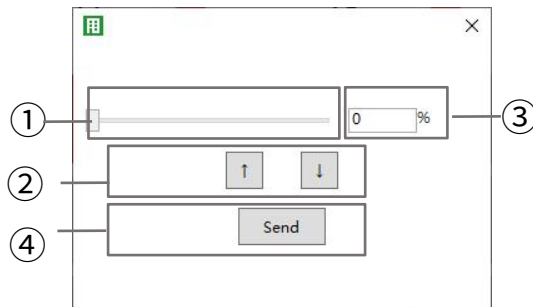 ① 0 % ③
② ↑ ↓
④ Send